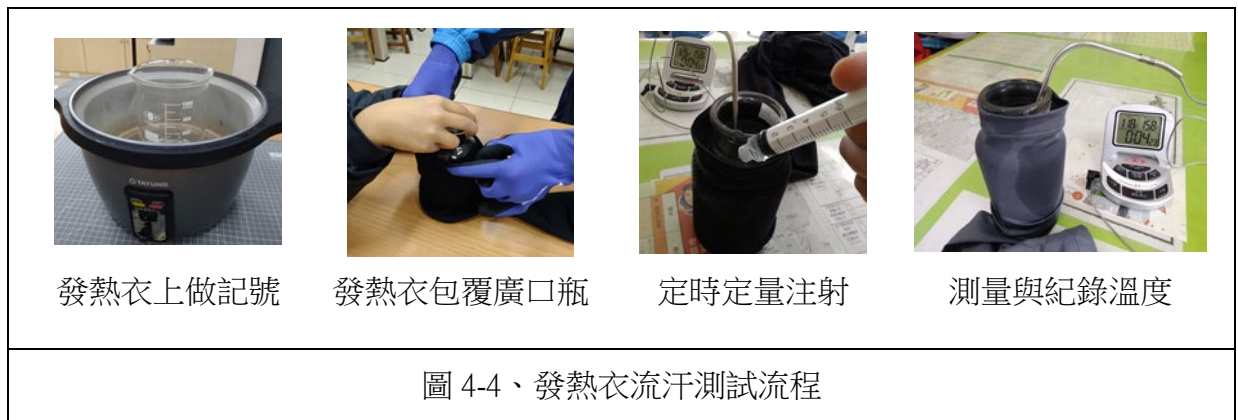 TATUNG
發熱衣上做記號
發熱衣包覆廣口瓶
定時定量注射
測量與紀錄溫度
圖 4-4、發熱衣流汗測試流程